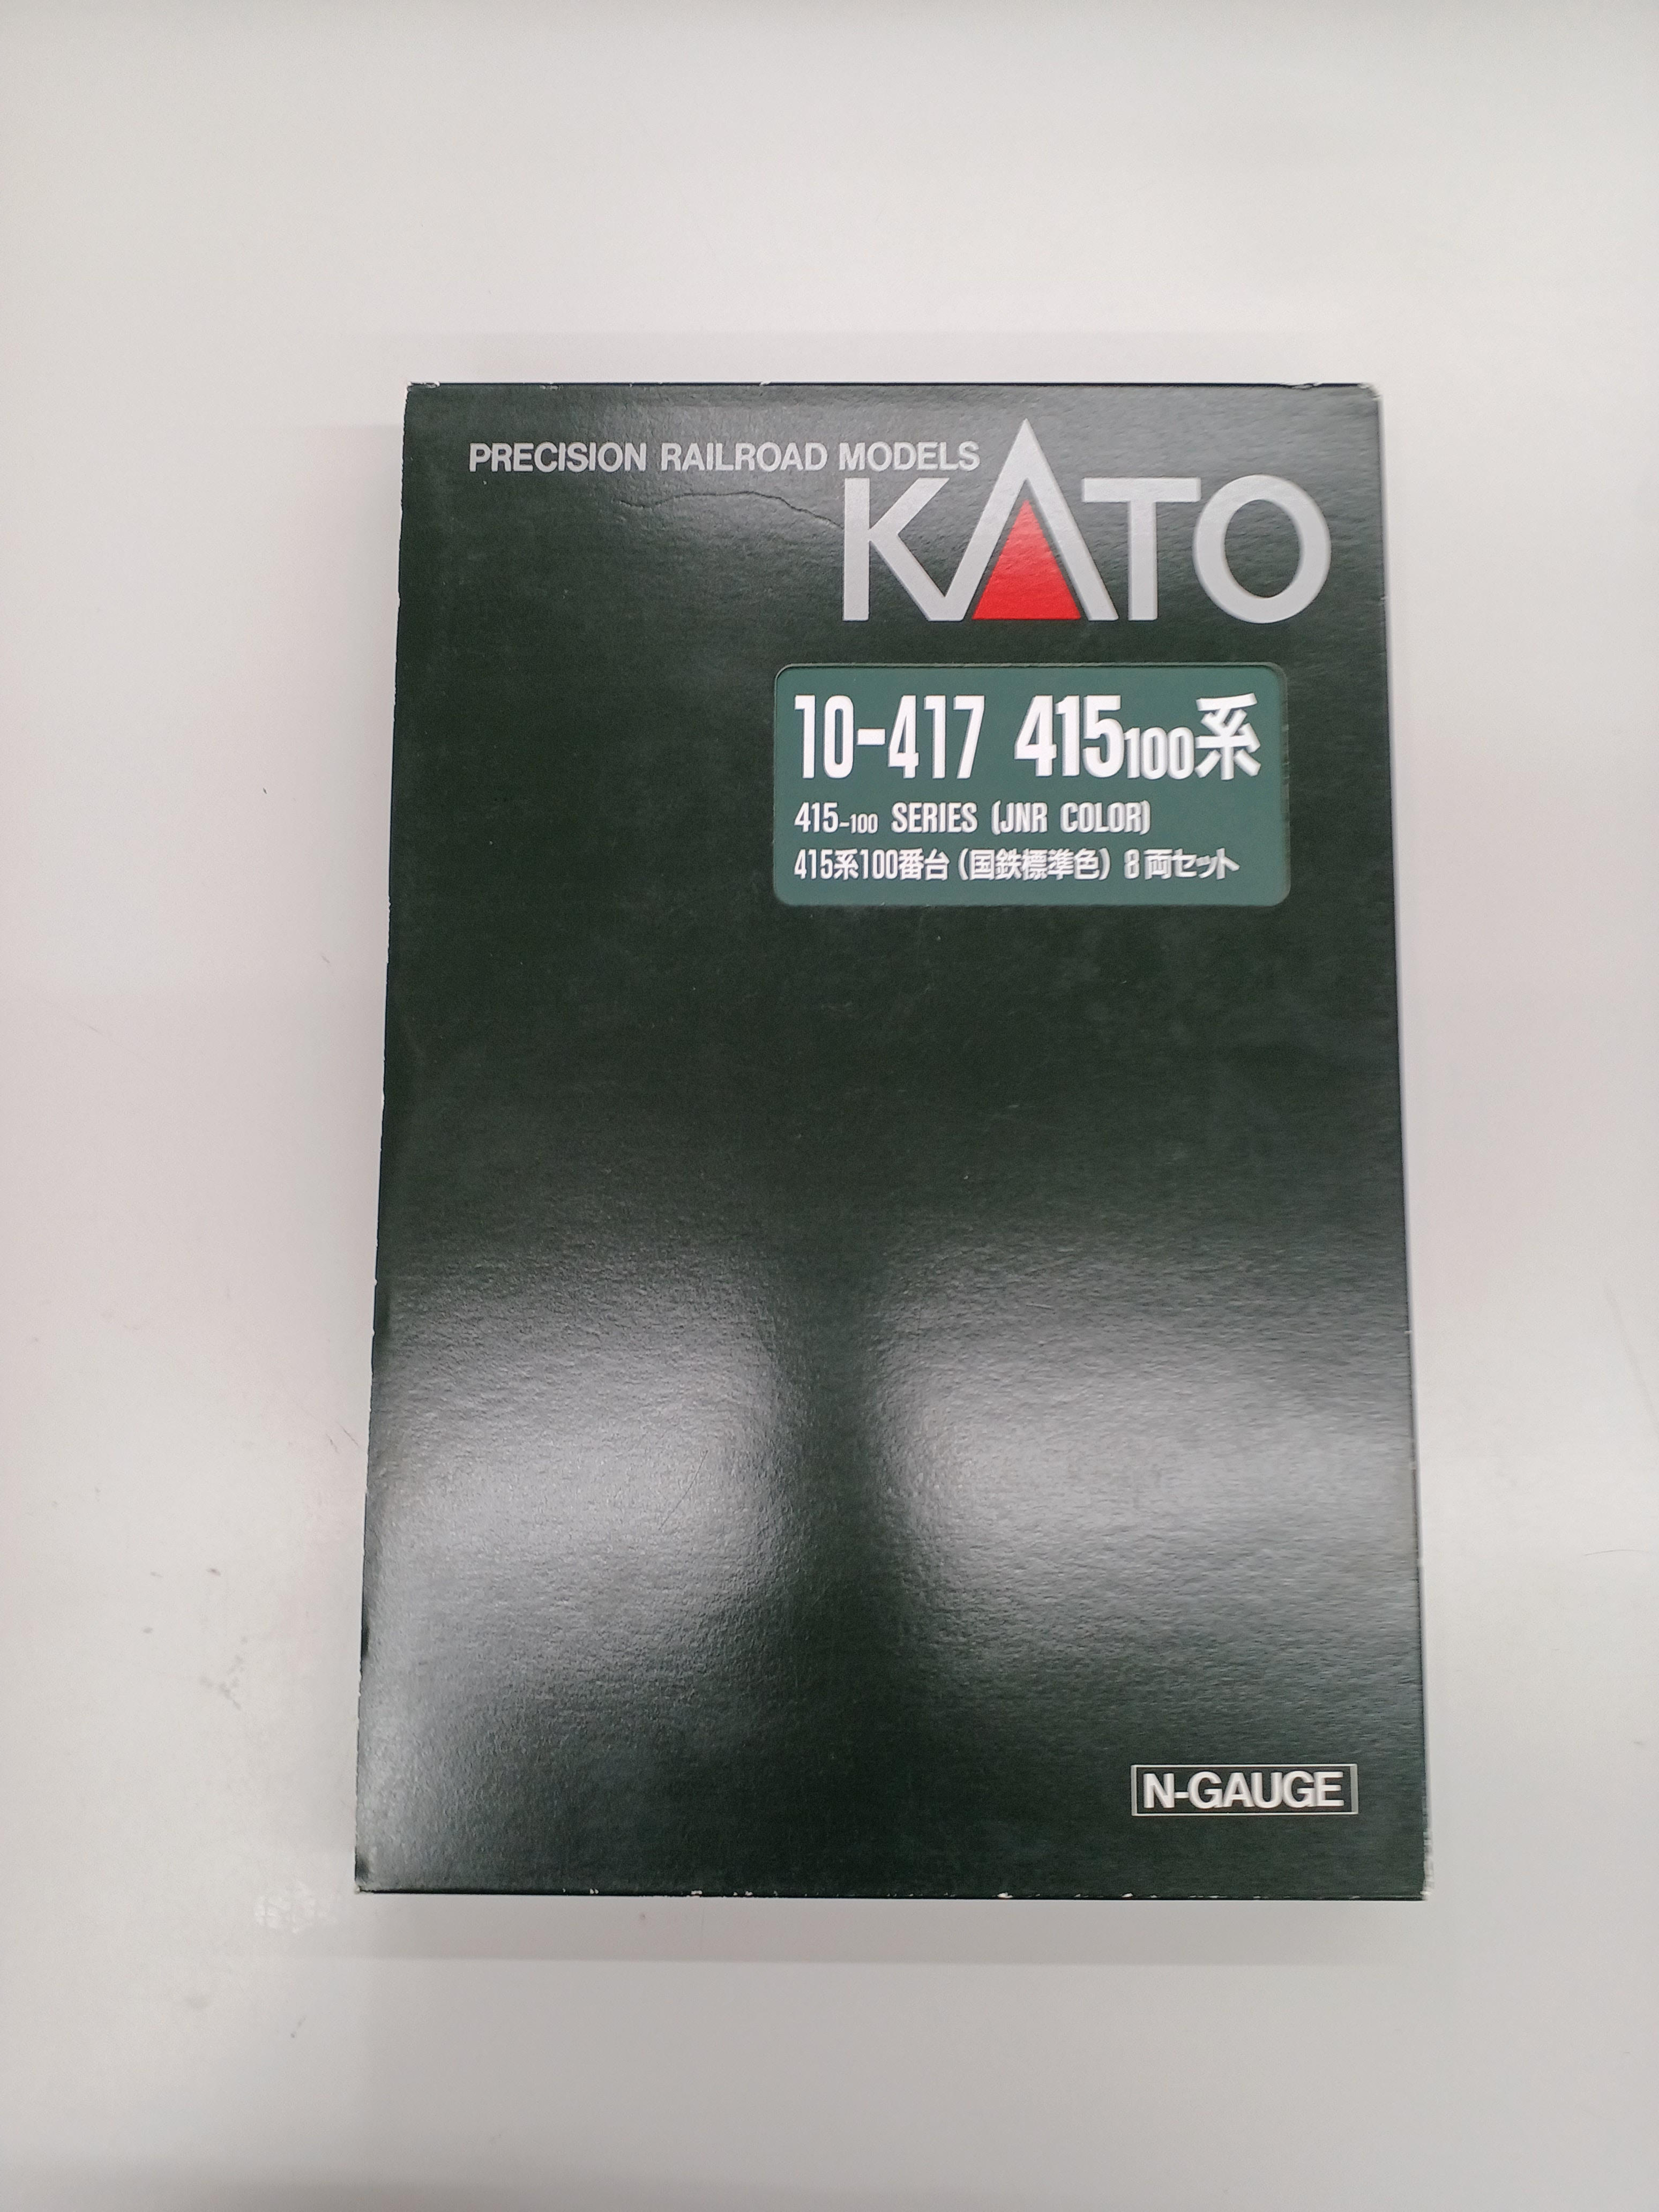 PRECISION RAILROAD MODELS
KATO
10-417 415100系
415-100 SERIES (JNR COLOR)
415系100番台(国鉄標準色)8両セット
N-GAUGE